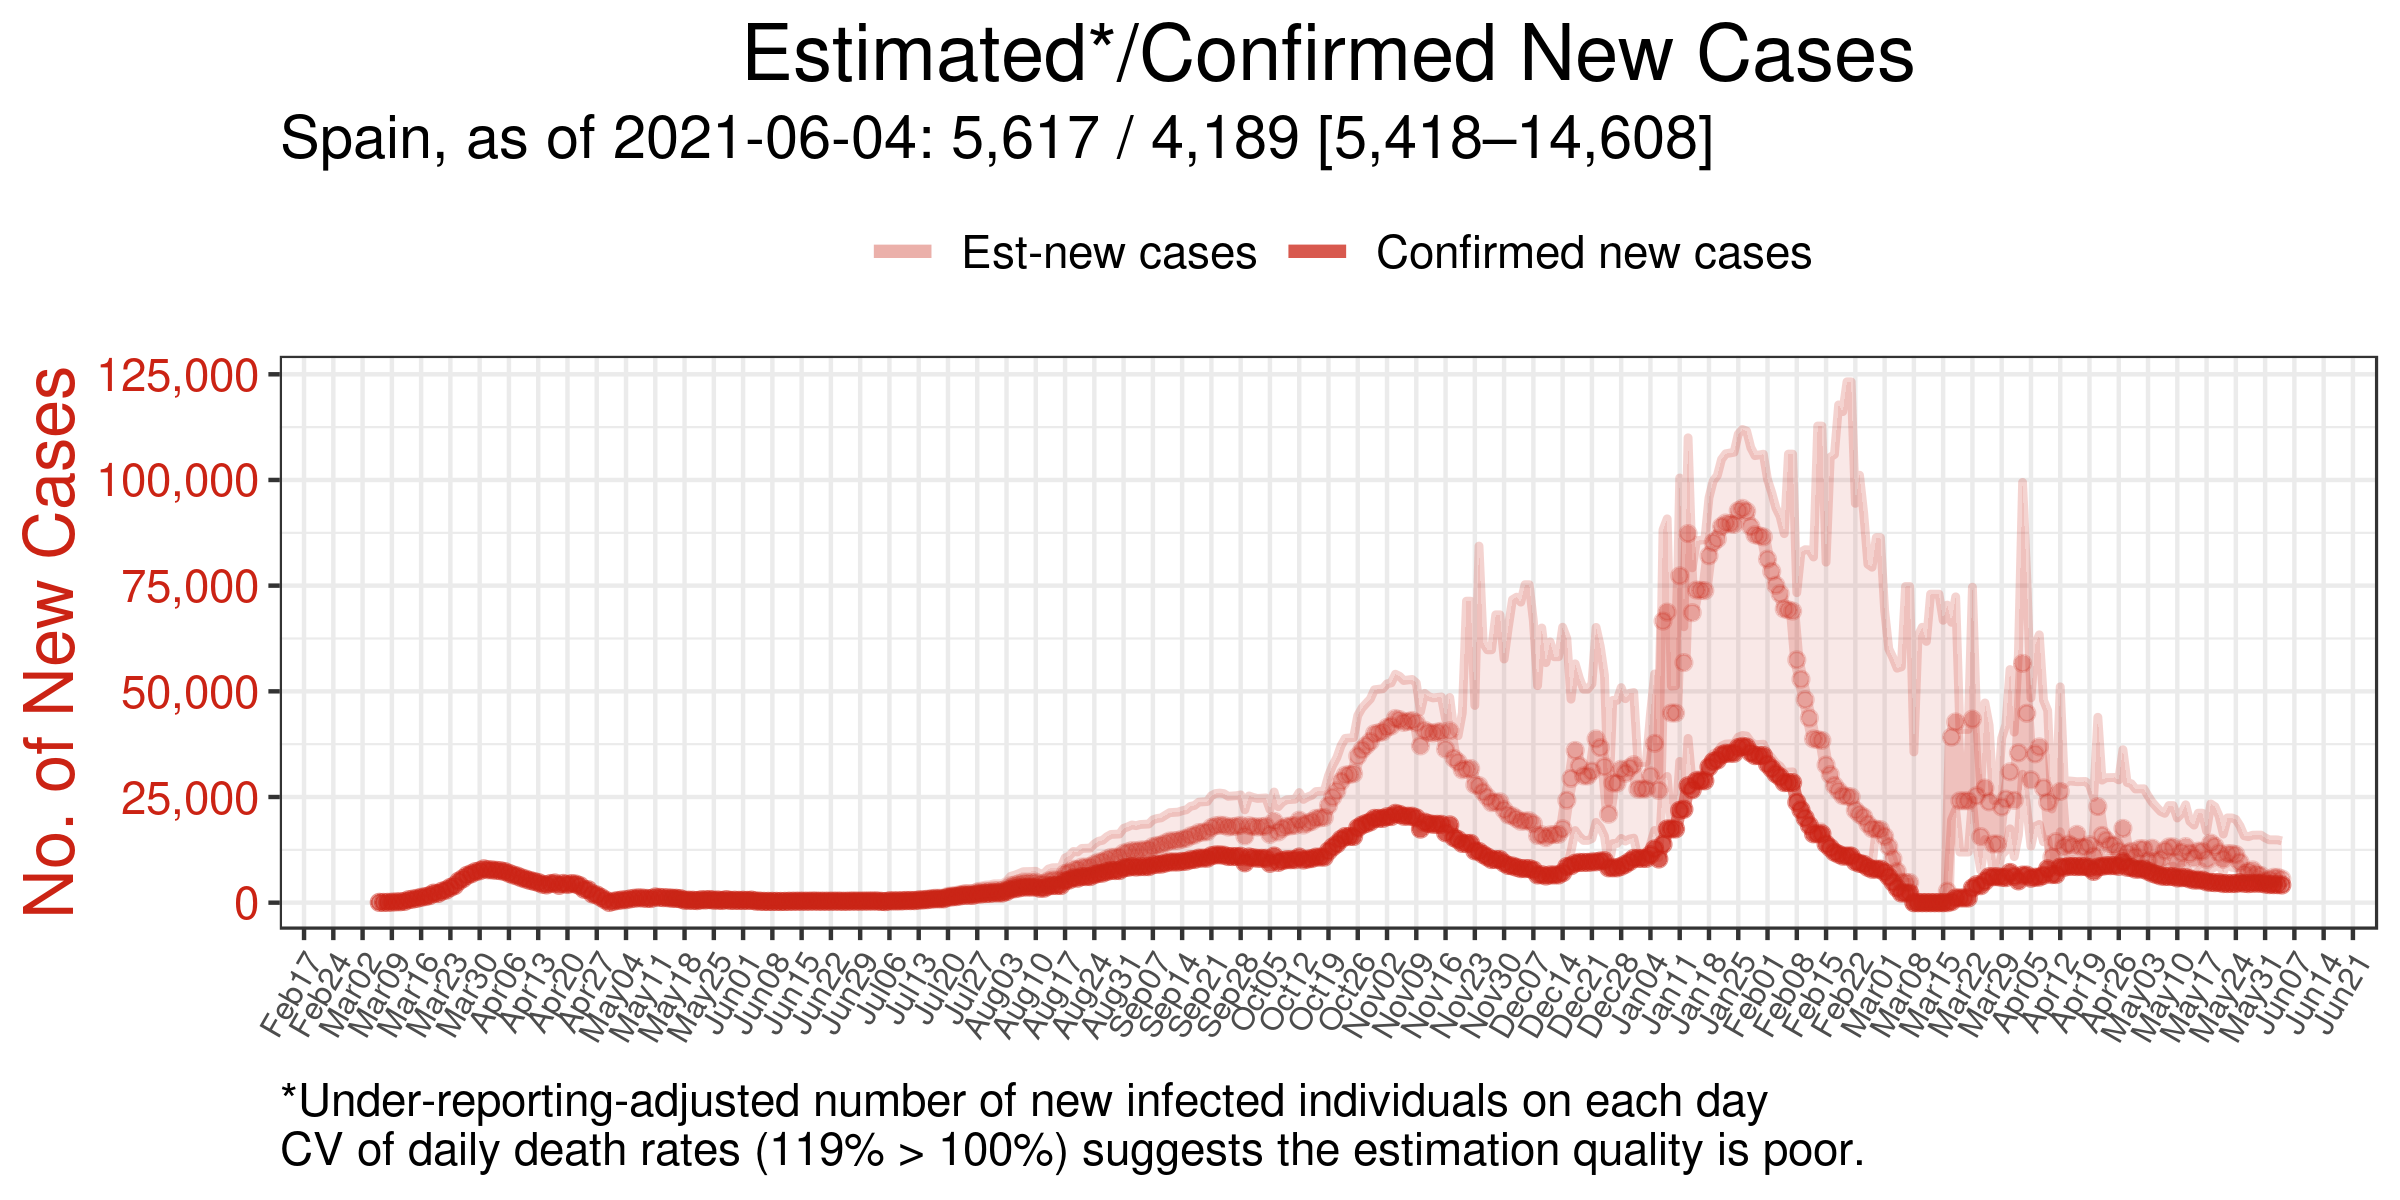 Estimated*/Confirmed New Cases
Spain, as of 2021-06-04: 5,617 / 4,189 [5,418–14,608]
Est-new cases
Confirmed new cases
No. of New Cases
125,000
100,000
75,000
50,000
25,000
0
Feb17
Feb24
Mar02
Mar09
Mar16
Mar23
Mar30
Apr06
Apr13
Apr20
Apr27
May04
May11
May18
May25
Jun01
Jun08
Jun15
Jun22
Jun29
Jul06
Jul13
Jul20
Jul27
Aug03
Aug10
Aug17
Aug24
Aug31
Sep07
Sep14
Sep21
Sep28
Oct05
Oct12
Oct19
Oct26
Nov02
Nov09
Nov16
Nov23
Nov30
Dec07
Dec14
Dec21
Dec28
Jan04
Jan11
Jan18
Jan25
Feb01
Feb08
Feb15
Feb22
Mar01
Mar08
Mar15
Mar22
Mar29
Apr05
Apr12
Apr19
Apr26
May03
May10
May17
May24
May31
Jun07
Jun14
Jun21
*Under-reporting-adjusted number of new infected individuals on each day
CV of daily death rates (119% > 100%) suggests the estimation quality is poor.